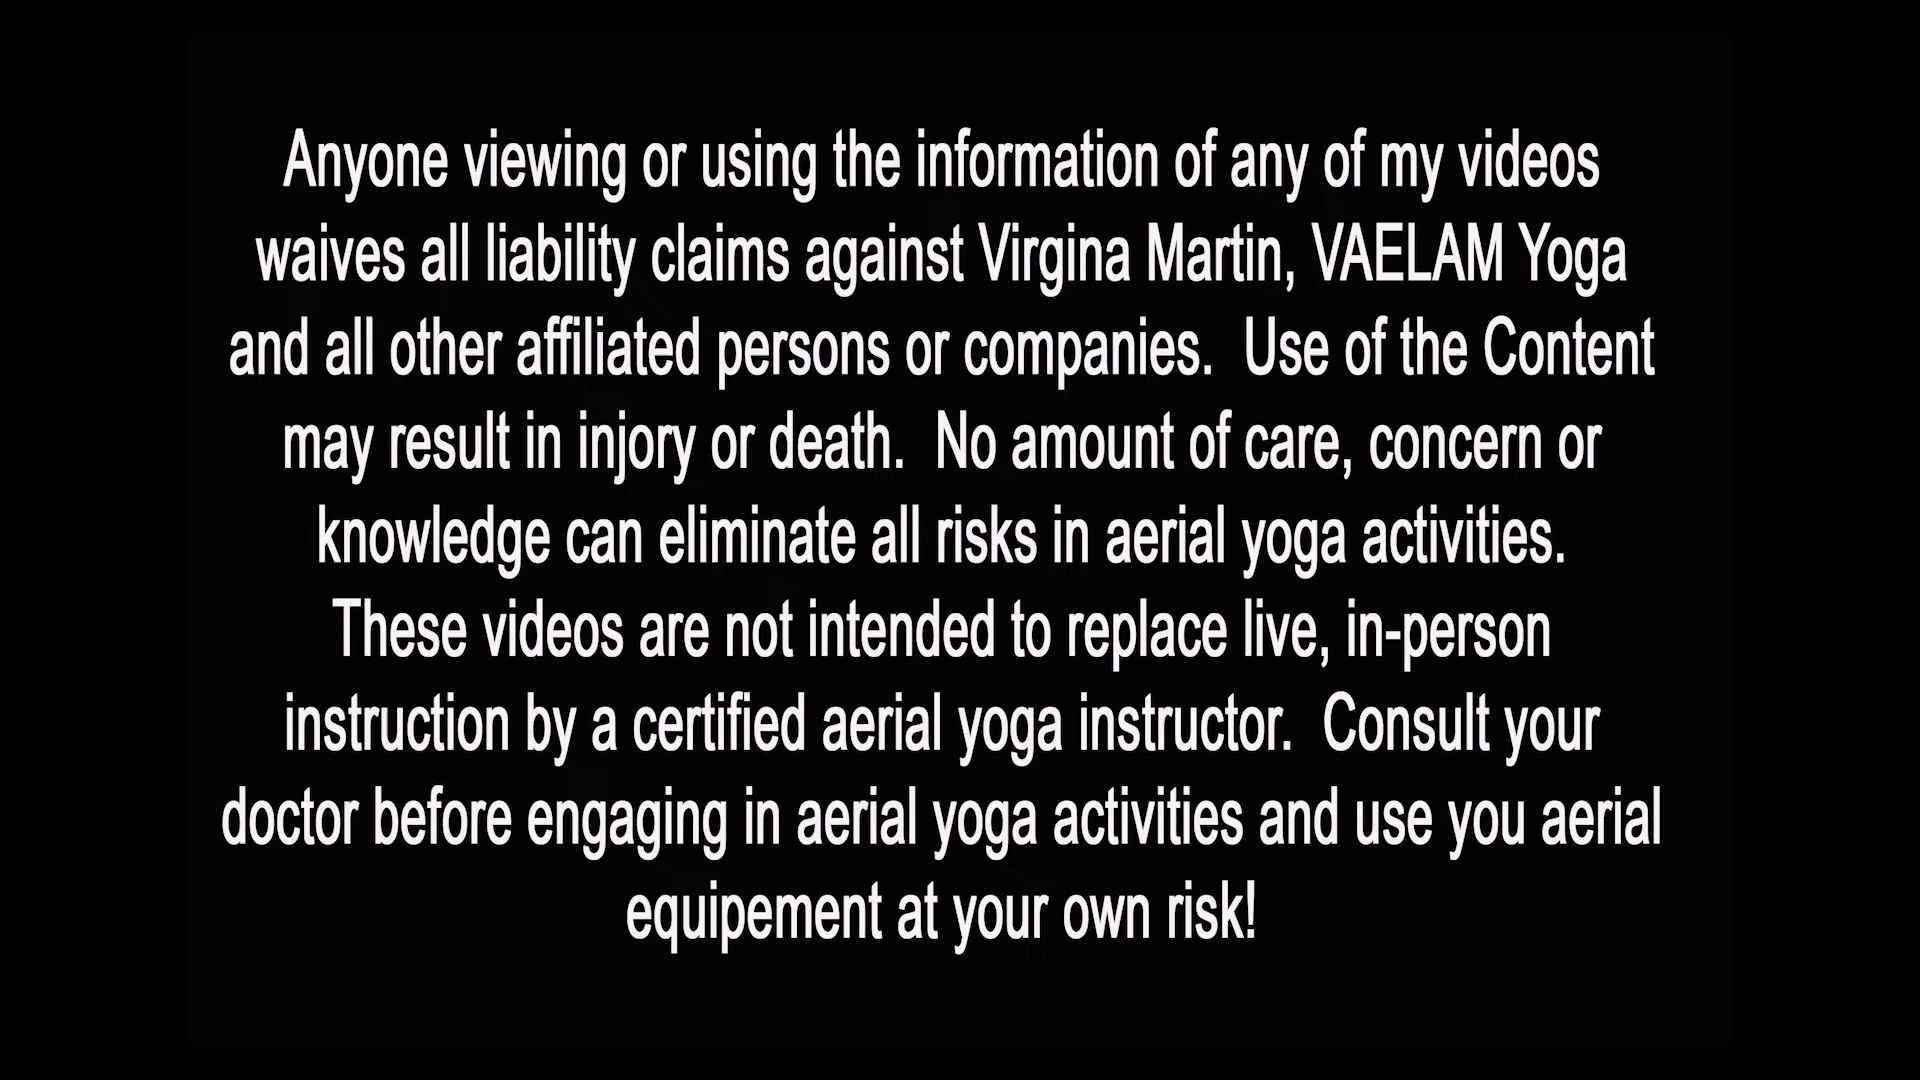 Anyone viewing or using the information of any of my videos
waives all liability claims against Virgina Martin, VAELAM Yoga
and all other affiliated persons or companies.  Use of the Content
may result in injory or death.  No amount of care, concern or
knowledge can eliminate all risks in aerial yoga activities.
These videos are not intended to replace live, in-person
instruction by a certified aerial yoga instructor.  Consult your
doctor before engaging in aerial yoga activities and use you aerial
equipement at your own risk!